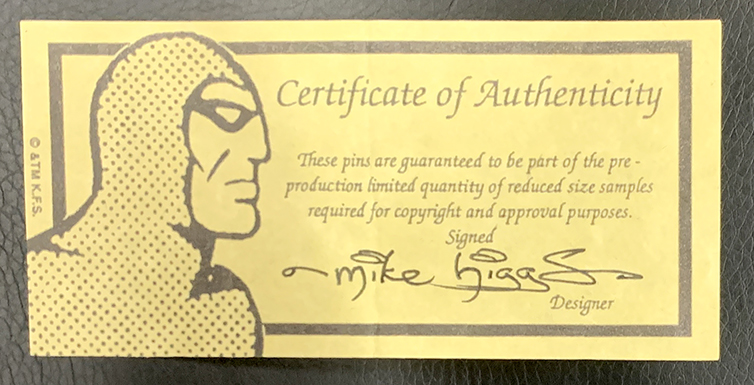 Certificate of Authenticity
These pins are guaranteed to be part of the pre -
production limited quantity of reduced size samples
required for copyright and approval purposes.
Signed
mike higgs
Designer
© &TM K.F.S.